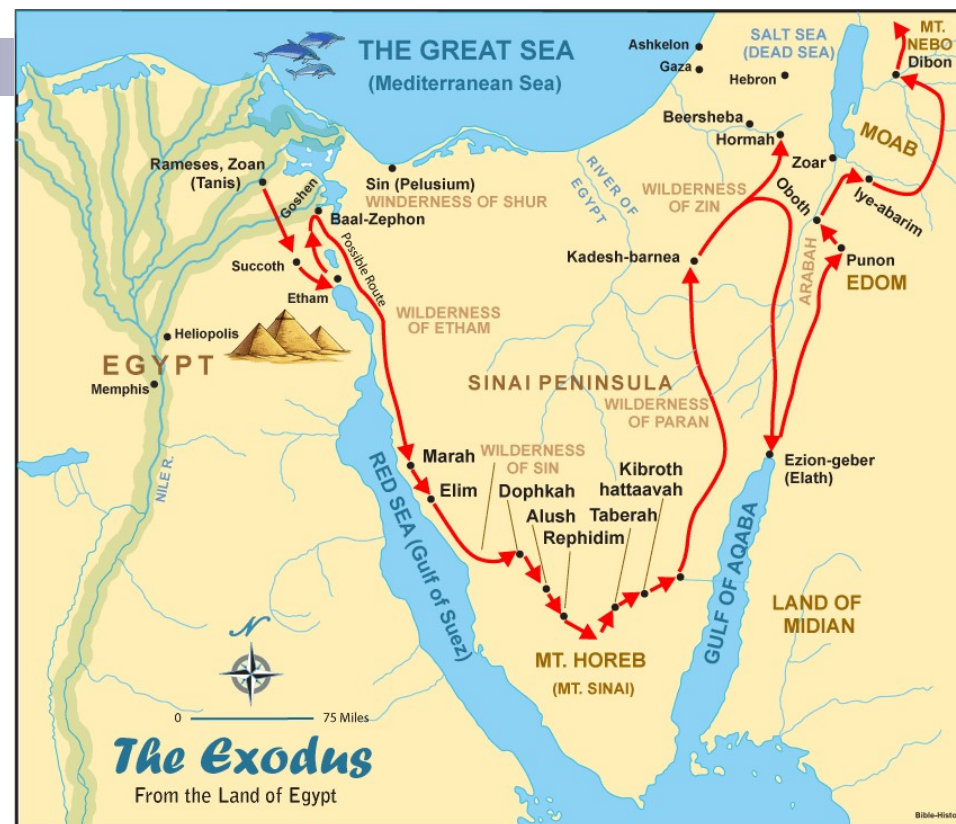 THE GREAT SEA
(Mediterranean Sea)
Ashkelon
Gaza
SALT SEA
(DEAD SEA)
Hebron
MT.
NEBO
Dibon
Beersheba
Hormah
MOAB
Zoar
Rameses, Zoan
(Tanis)
Goshen
Sin (Pelusium)
WINDERNESS OF SHUR
RIVER OF
EGYPT
WILDERNESS
OF ZIN
Oboth
Iye-abarim
Baal-Zephon
Possible Route
Succoth
Etham
Kadesh-barnea
ARABAH
Punon
EDOM
WILDERNESS
OF ETHAM
Heliopolis
EGYPT
Memphis
SINAI PENINSULA
WILDERNESS
OF PARAN
NILE R.
Marah
WILDERNESS
OF SIN
Elim
Dophkah
Alush
Rephidim
Kibroth
hattaavah
Taberah
Ezion-geber
(Elath)
RED SEA (Gulf of Suez)
GULF OF AQABA
LAND OF
MIDIAN
MT. HOREB
(MT. SINAI)
N
0 75 Miles
The Exodus
From the Land of Egypt